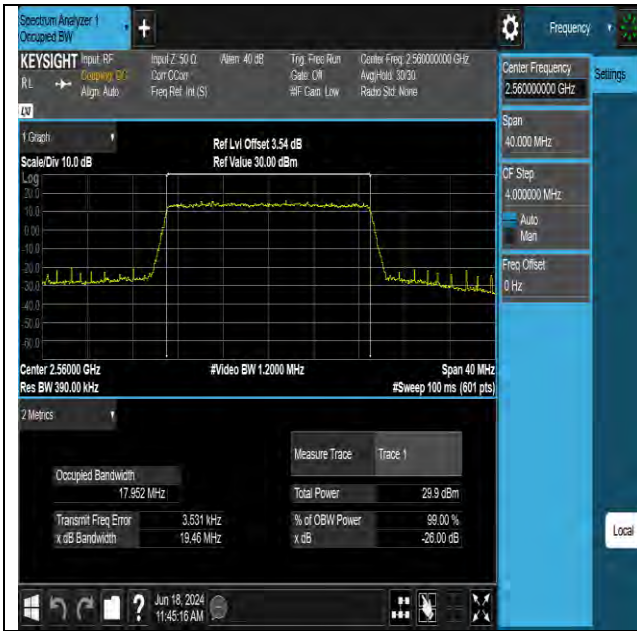 Spectrum Analyzer 1
Occupied BW
+
Frequency
KEYSIGHT Input: RF Input Z: 50 Ω Atten: 40 dB Trig: Free Run Center Freq: 2.560000000 GHz
RL Coupling: DC Corr CCorr Gate: Off Avg|Hold: 30/30
Align: Auto Freq Ref: Int (S) #IF Gain: Low Radio Std: None
LXI
Center Frequency
2.560000000 GHz
Settings
Span
40.000 MHz
CF Step
4.000000 MHz
Auto
Man
Freq Offset
0 Hz
Local
1 Graph
Ref Lvl Offset 3.54 dB
Scale/Div 10.0 dB
Ref Value 30.00 dBm
Log
20.0
10.0
0.00
-10.0
-20.0
-30.0
-40.0
-50.0
-60.0
Center 2.56000 GHz #Video BW 1.2000 MHz Span 40 MHz
Res BW 390.00 kHz #Sweep 100 ms (601 pts)
2 Metrics
Measure Trace Trace 1
Occupied Bandwidth
17.952 MHz
Total Power 29.9 dBm
Transmit Freq Error 3.531 kHz % of OBW Power 99.00 %
x dB Bandwidth 19.46 MHz x dB -26.00 dB
?
Jun 18, 2024
11:45:16 AM